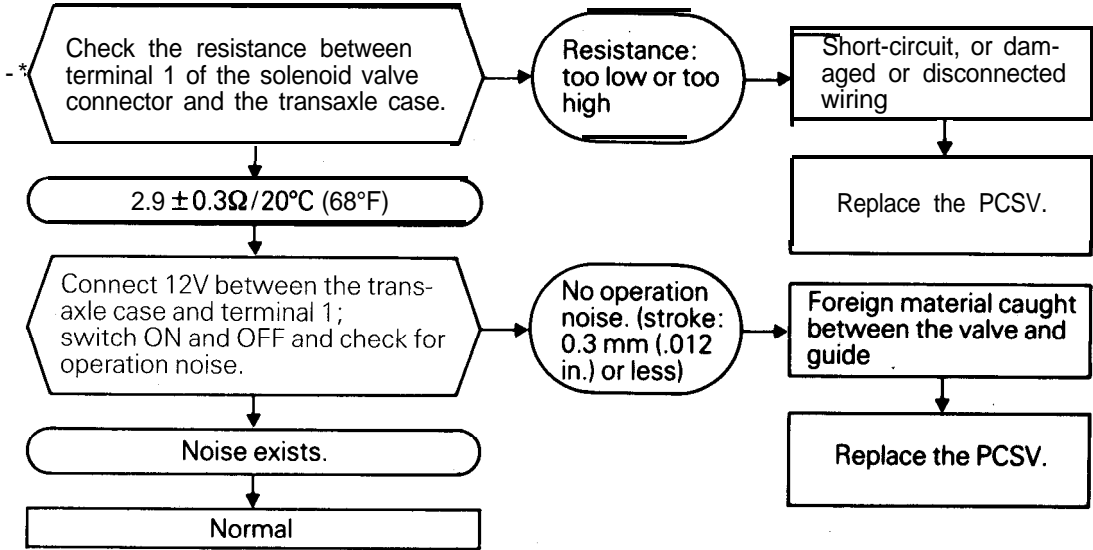 Check the resistance between
terminal 1 of the solenoid valve
connector and the transaxle case.
Resistance:
too low or too
high
Short-circuit, or dam-
aged or disconnected
wiring
2.9 ±0.3Ω/20°C (68°F)
Replace the PCSV.
Connect 12V between the trans-
axle case and terminal 1;
switch ON and OFF and check for
operation noise.
No operation
noise. (stroke:
0.3 mm (.012
in.) or less)
Foreign material caught
between the valve and
guide
Noise exists.
Replace the PCSV.
Normal